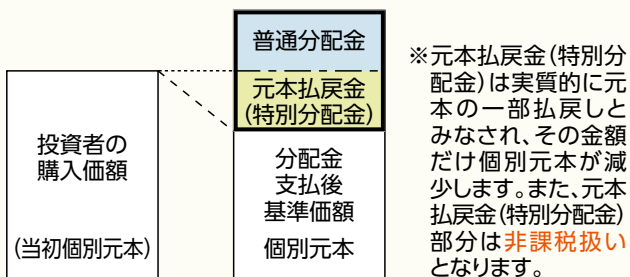 投資者の
購入価額
(当初個別元本)
普通分配金
元本払戻金
(特別分配金)
分配金
支払後
基準価額
個別元本
※元本払戻金(特別分
配金)は実質的に元
本の一部払戻しと
みなされ、その金額
だけ個別元本が減
少します。また、元本
払戻金(特別分配金)
部分は非課税扱い
となります。